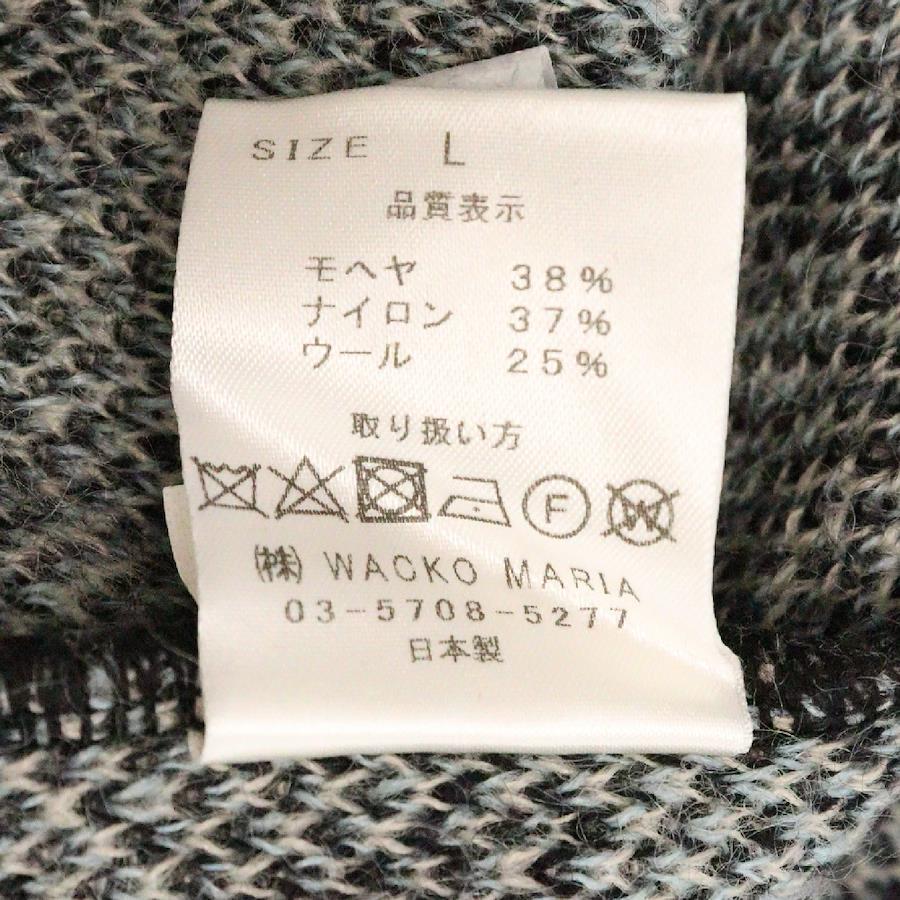 SIZE L
品質表示
モヘヤ 38%
ナイロン 37%
ウール 25%
取り扱い方
F W
㈱ WACKO MARIA
03-5708-5277
日本製